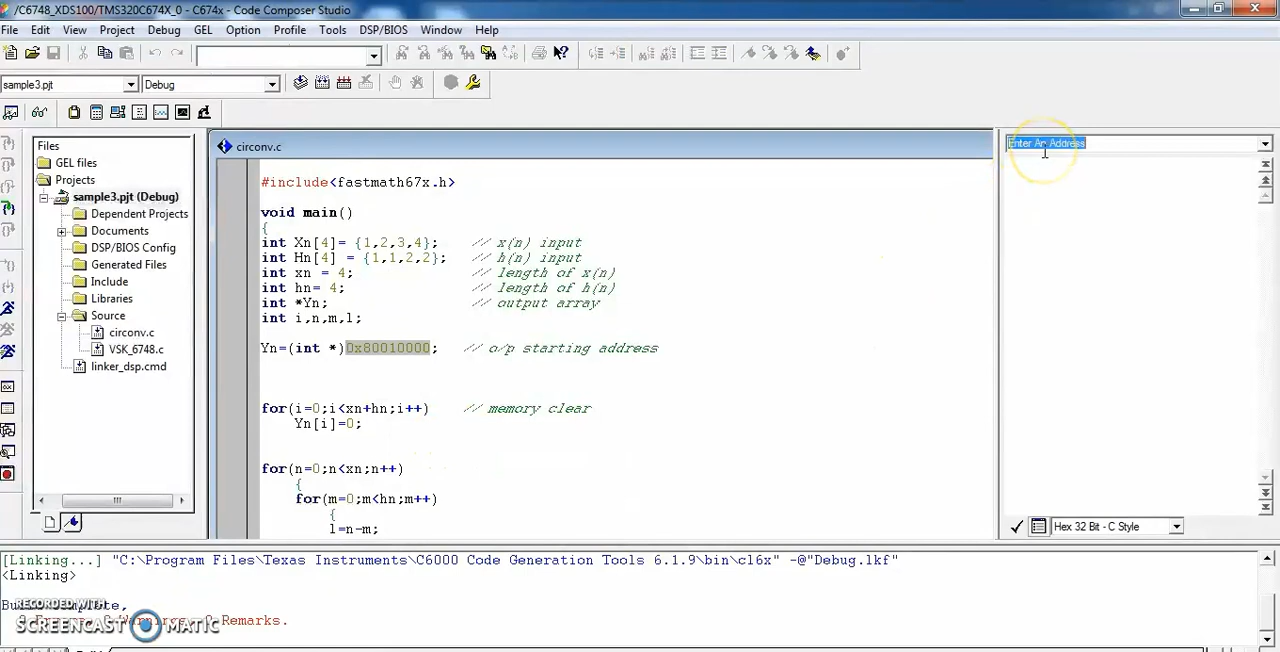 /C6748_XDS100/TMS320C674X_0 - C674x - Code Composer Studio
File Edit View Project Debug GEL Option Profile Tools DSP/BIOS Window Help
sample3.pjt Debug
Files
GEL files
Projects
sample3.pjt (Debug)
Dependent Projects
Documents
DSP/BIOS Config
Generated Files
Include
Libraries
Source
circonv.c
VSK_6748.c
linker_dsp.cmd
circonv.c
#include<fastmath67x.h>
void main()
{
int Xn[4]= {1,2,3,4}; // x(n) input
int Hn[4] = {1,1,2,2}; // h(n) input
int xn = 4; // length of x(n)
int hn= 4; // length of h(n)
int *Yn; // output array
int i,n,m,l;
Yn=(int *)0x80010000; // o/p starting address
for(i=0;i<xn+hn;i++) // memory clear
Yn[i]=0;
for(n=0;n<xn;n++)
{
for(m=0;m<hn;m++)
{
l=n-m;
Enter An Address
Hex 32 Bit - C Style
[Linking...] "C:\Program Files\Texas Instruments\C6000 Code Generation Tools 6.1.9\bin\cl6x" -@"Debug.lkf"
<Linking>
RECORDED WITH
SCREENCAST MATIC
Remarks.